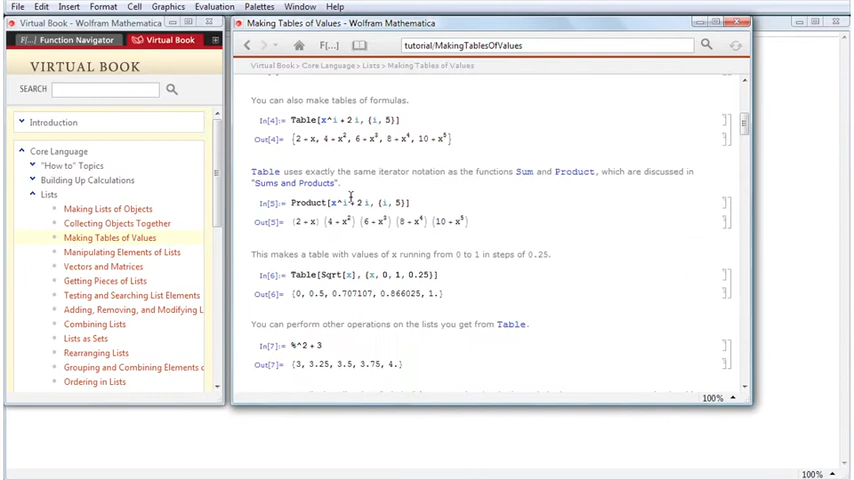 File Edit Insert Format Cell Graphics Evaluation Palettes Window Help
Virtual Book - Wolfram Mathematica
Function Navigator
Virtual Book
VIRTUAL BOOK
SEARCH
Introduction
Core Language
"How to" Topics
Building Up Calculations
Lists
Making Lists of Objects
Collecting Objects Together
Making Tables of Values
Manipulating Elements of Lists
Vectors and Matrices
Getting Pieces of Lists
Testing and Searching List Elements
Adding, Removing, and Modifying L
Combining Lists
Lists as Sets
Rearranging Lists
Grouping and Combining Elements o
Ordering in Lists
Making Tables of Values - Wolfram Mathematica
F[...]
tutorial/MakingTablesOfValues
Virtual Book > Core Language > Lists > Making Tables of Values
You can also make tables of formulas.
In[4]:= Table[x^i + 2 i, {i, 5}]
Out[4]= {2 + x, 4 + x², 6 + x³, 8 + x⁴, 10 + x⁵}
Table uses exactly the same iterator notation as the functions Sum and Product, which are discussed in
"Sums and Products".
In[5]:= Product[x^i + 2 i, {i, 5}]
Out[5]= (2 + x) (4 + x²) (6 + x³) (8 + x⁴) (10 + x⁵)
This makes a table with values of x running from 0 to 1 in steps of 0.25.
In[6]:= Table[Sqrt[x], {x, 0, 1, 0.25}]
Out[6]= {0, 0.5, 0.707107, 0.866025, 1.}
You can perform other operations on the lists you get from Table.
In[7]:= %^2 + 3
Out[7]= {3, 3.25, 3.5, 3.75, 4.}
100%
100%